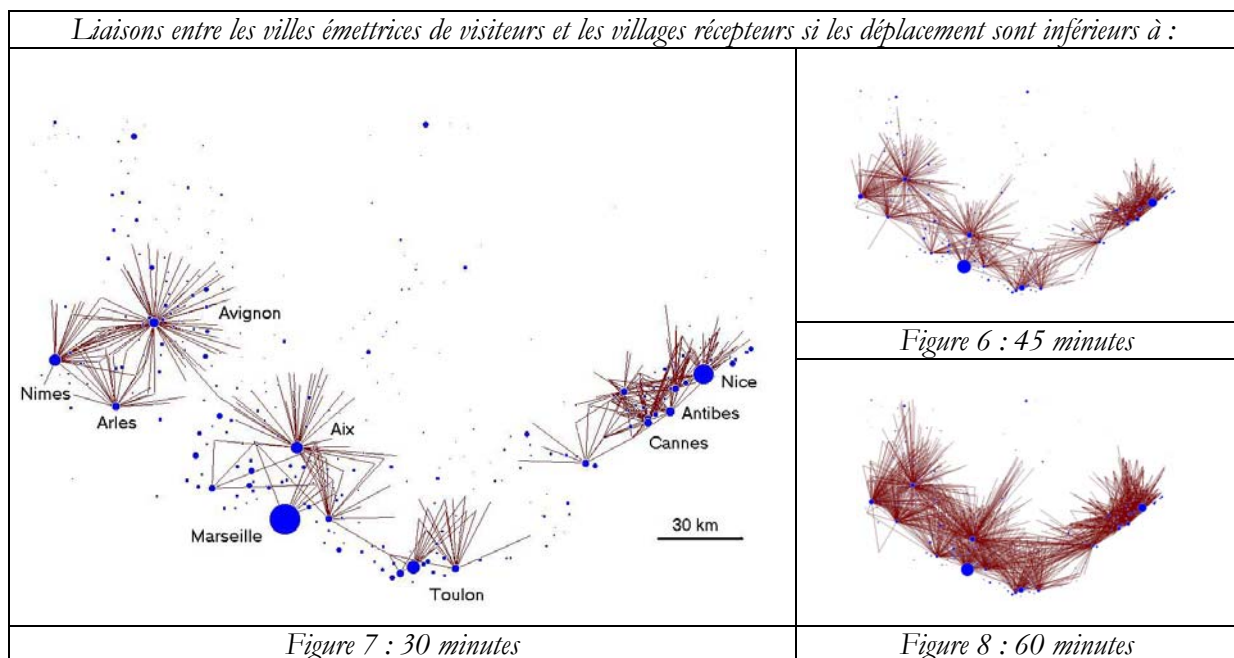 Liaisons entre les villes émettrices de visiteurs et les villages récepteurs si les déplacement sont inférieurs à :
Avignon
Nimes
Arles
Aix
Marseille
Toulon
Nice
Antibes
Cannes
30 km
Figure 7 : 30 minutes
Figure 6 : 45 minutes
Figure 8 : 60 minutes